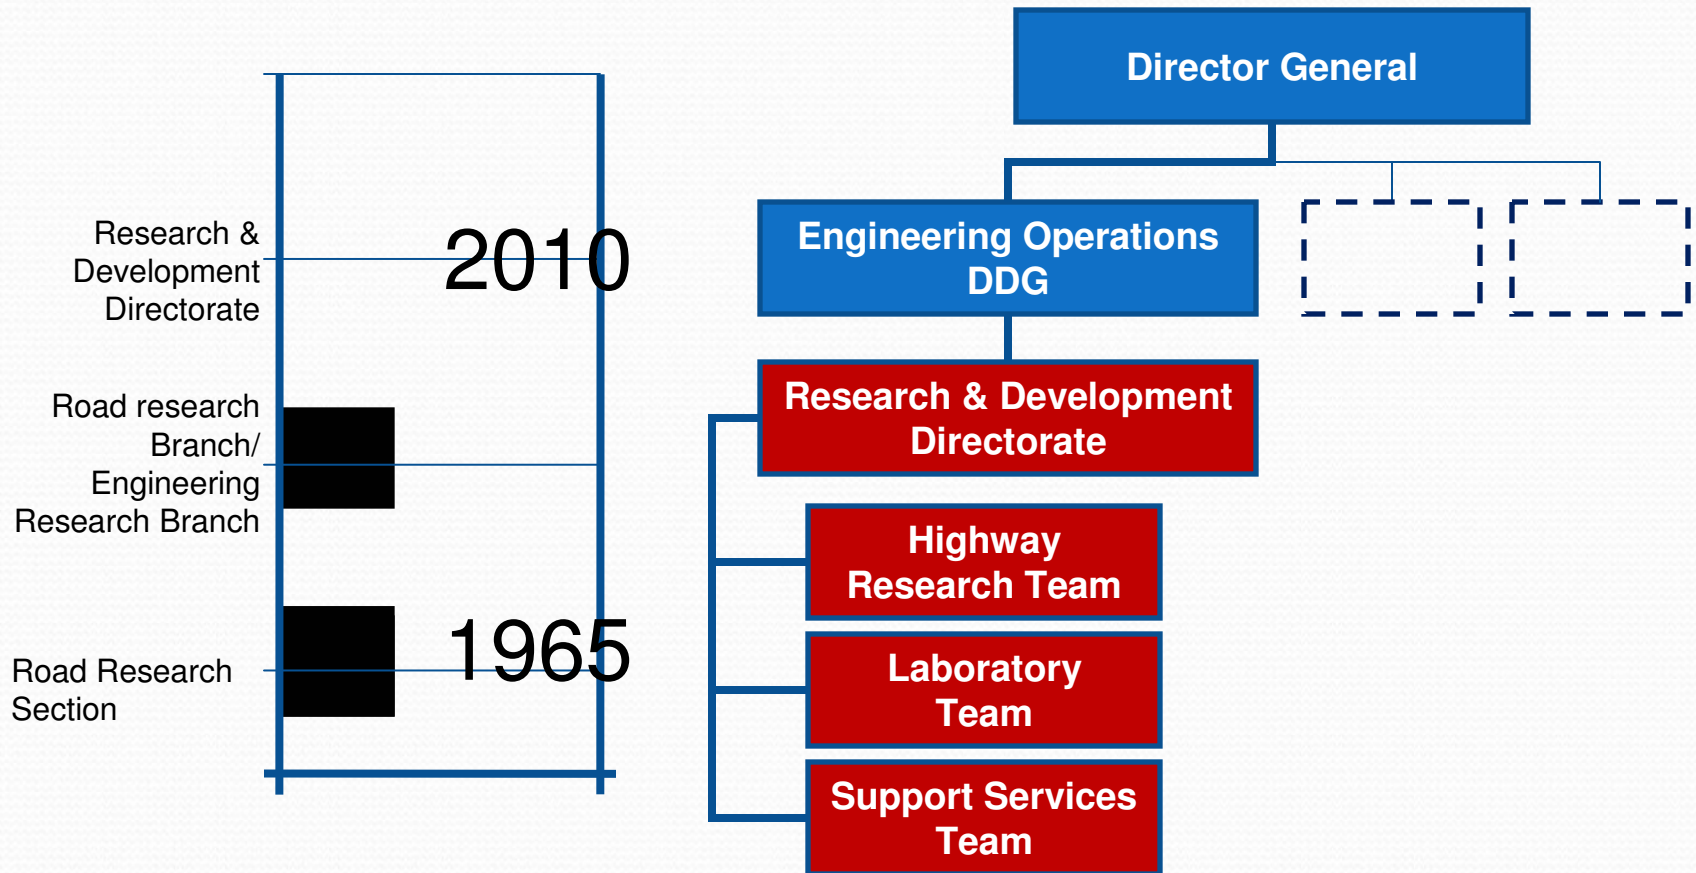 Research &
Development
Directorate
2010
Road research
Branch/
Engineering
Research Branch
1965
Road Research
Section
Director General
Engineering Operations
DDG
Research & Development
Directorate
Highway
Research Team
Laboratory
Team
Support Services
Team